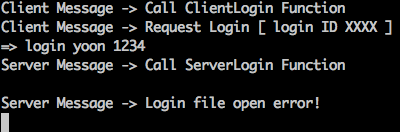 Client Message -> Call ClientLogin Function
Client Message -> Request Login [ login ID XXXX ]
=> login yoon 1234
Server Message -> Call ServerLogin Function
Server Message -> Login file open error!